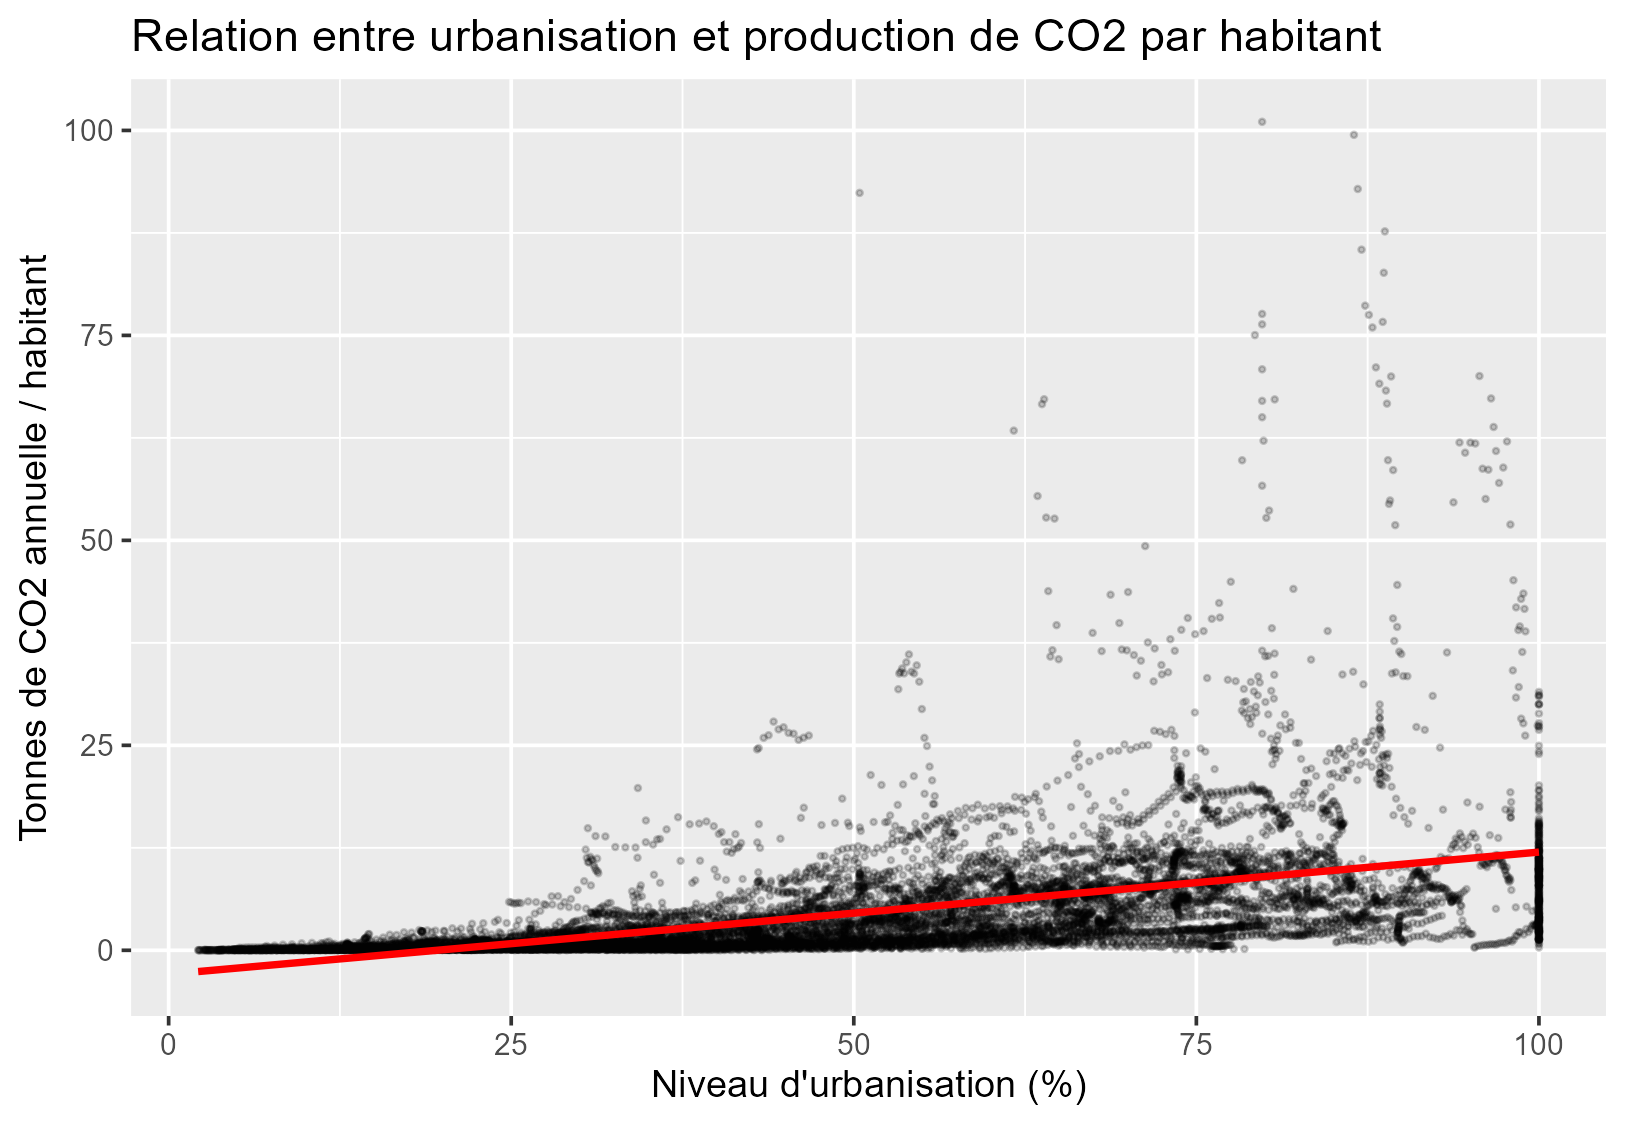 Relation entre urbanisation et production de CO2 par habitant
Tonnes de CO2 annuelle / habitant
100
75
50
25
0
0 25 50 75 100
Niveau d'urbanisation (%)